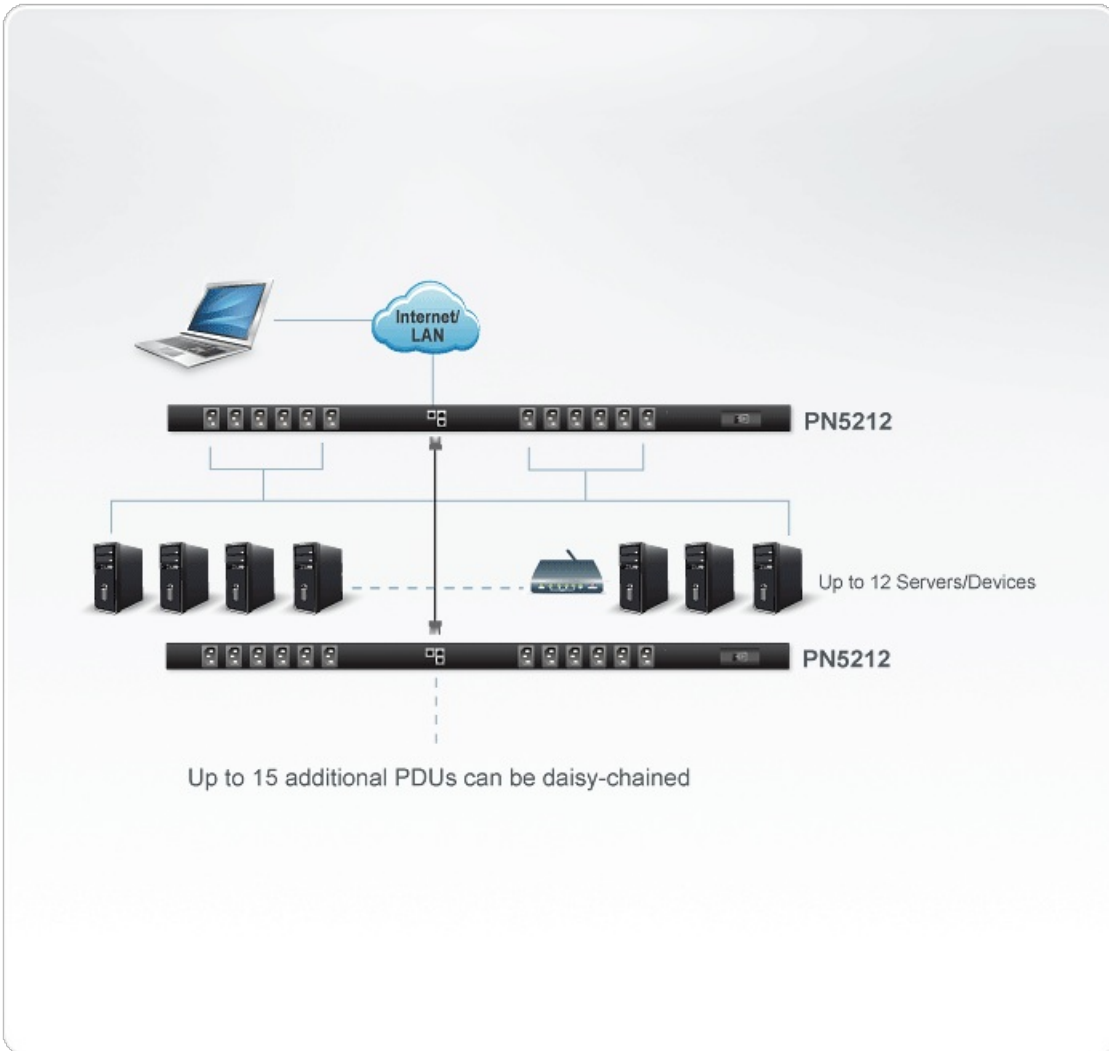 Internet/
LAN
PN5212
Up to 12 Servers/Devices
PN5212
Up to 15 additional PDUs can be daisy-chained